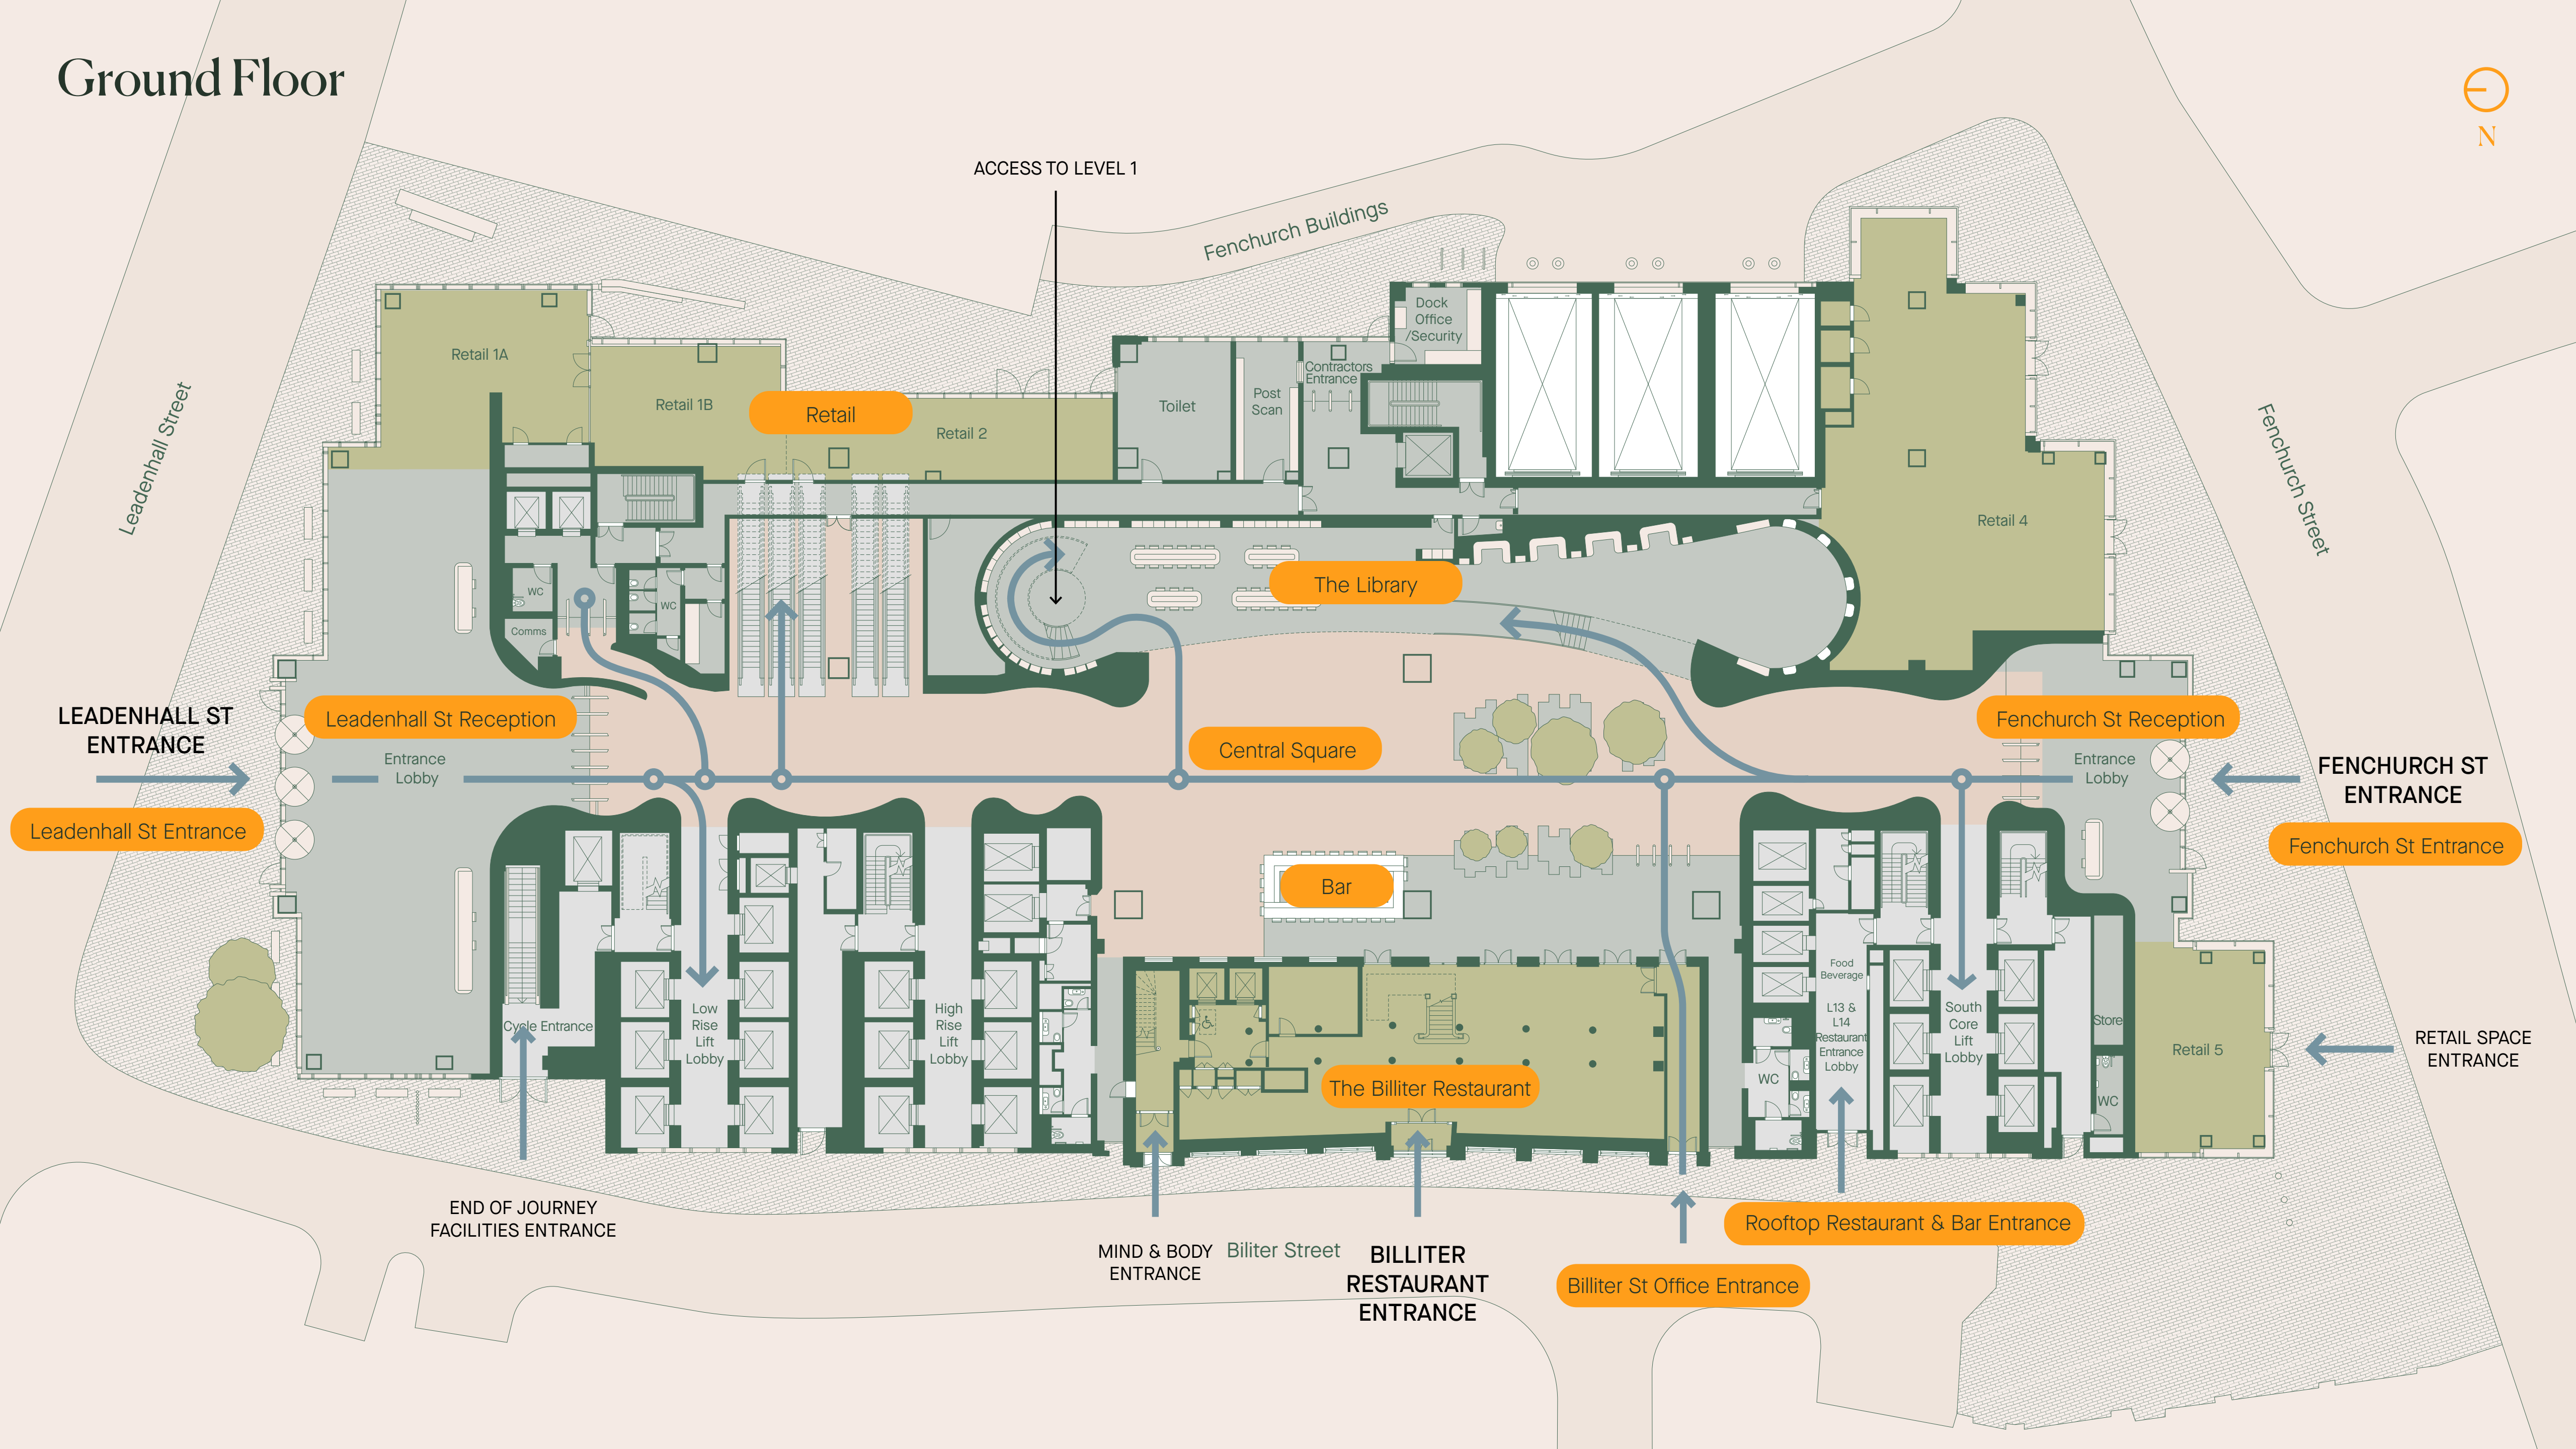 Ground Floor
N
ACCESS TO LEVEL 1
Fenchurch Buildings
Leadenhall Street
Fenchurch Street
Retail 1A
Retail 1B
Retail
Retail 2
Toilet
Post
Scan
Contractors
Entrance
Dock
Office
/Security
Retail 4
The Library
WC
Comms
WC
LEADENHALL ST
ENTRANCE
Leadenhall St Entrance
Leadenhall St Reception
Entrance
Lobby
Central Square
Fenchurch St Reception
Entrance
Lobby
FENCHURCH ST
ENTRANCE
Fenchurch St Entrance
Bar
Cycle Entrance
Low
Rise
Lift
Lobby
High
Rise
Lift
Lobby
The Billiter Restaurant
WC
Food
Beverage
L13 &
L14
Restaurant
Entrance
Lobby
South
Core
Lift
Lobby
Store
WC
Retail 5
RETAIL SPACE
ENTRANCE
END OF JOURNEY
FACILITIES ENTRANCE
MIND & BODY
ENTRANCE
Biliter Street
BILLITER
RESTAURANT
ENTRANCE
Billiter St Office Entrance
Rooftop Restaurant & Bar Entrance